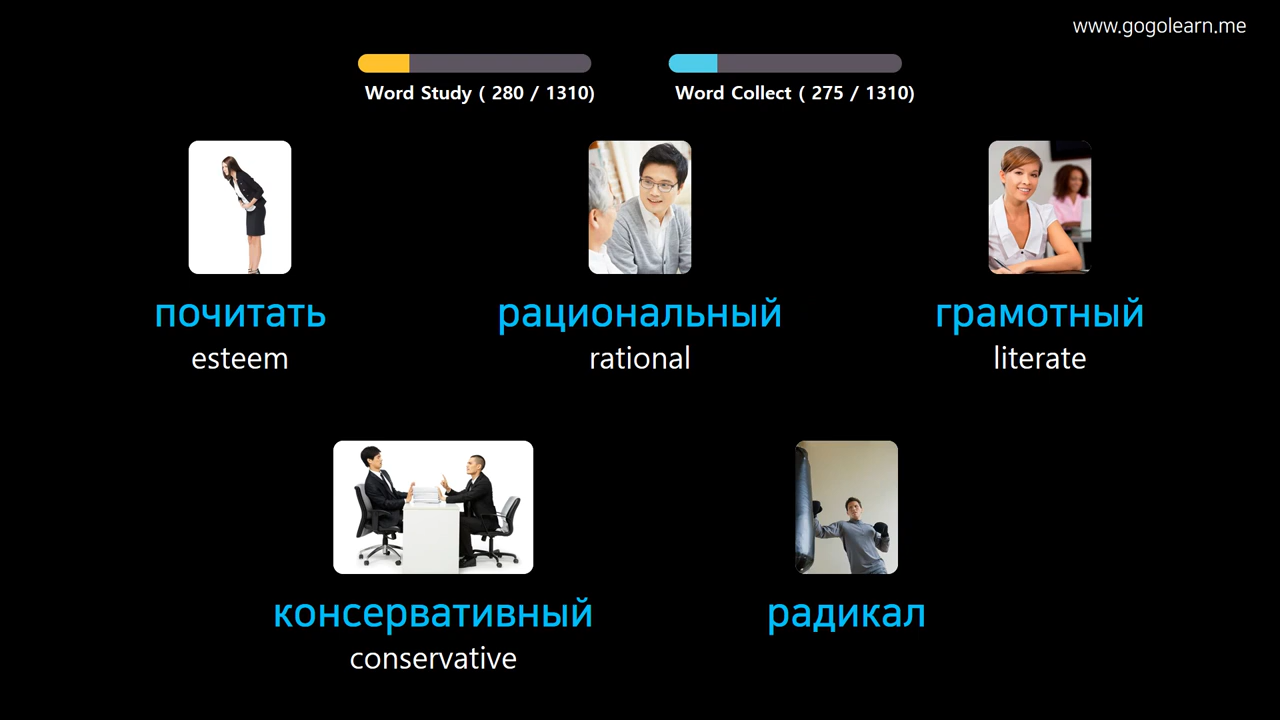 www.gogolearn.me
Word Study ( 280 / 1310)
Word Collect ( 275 / 1310)
почитать
рациональный
грамотный
esteem
rational
literate
консервативный
радикал
conservative